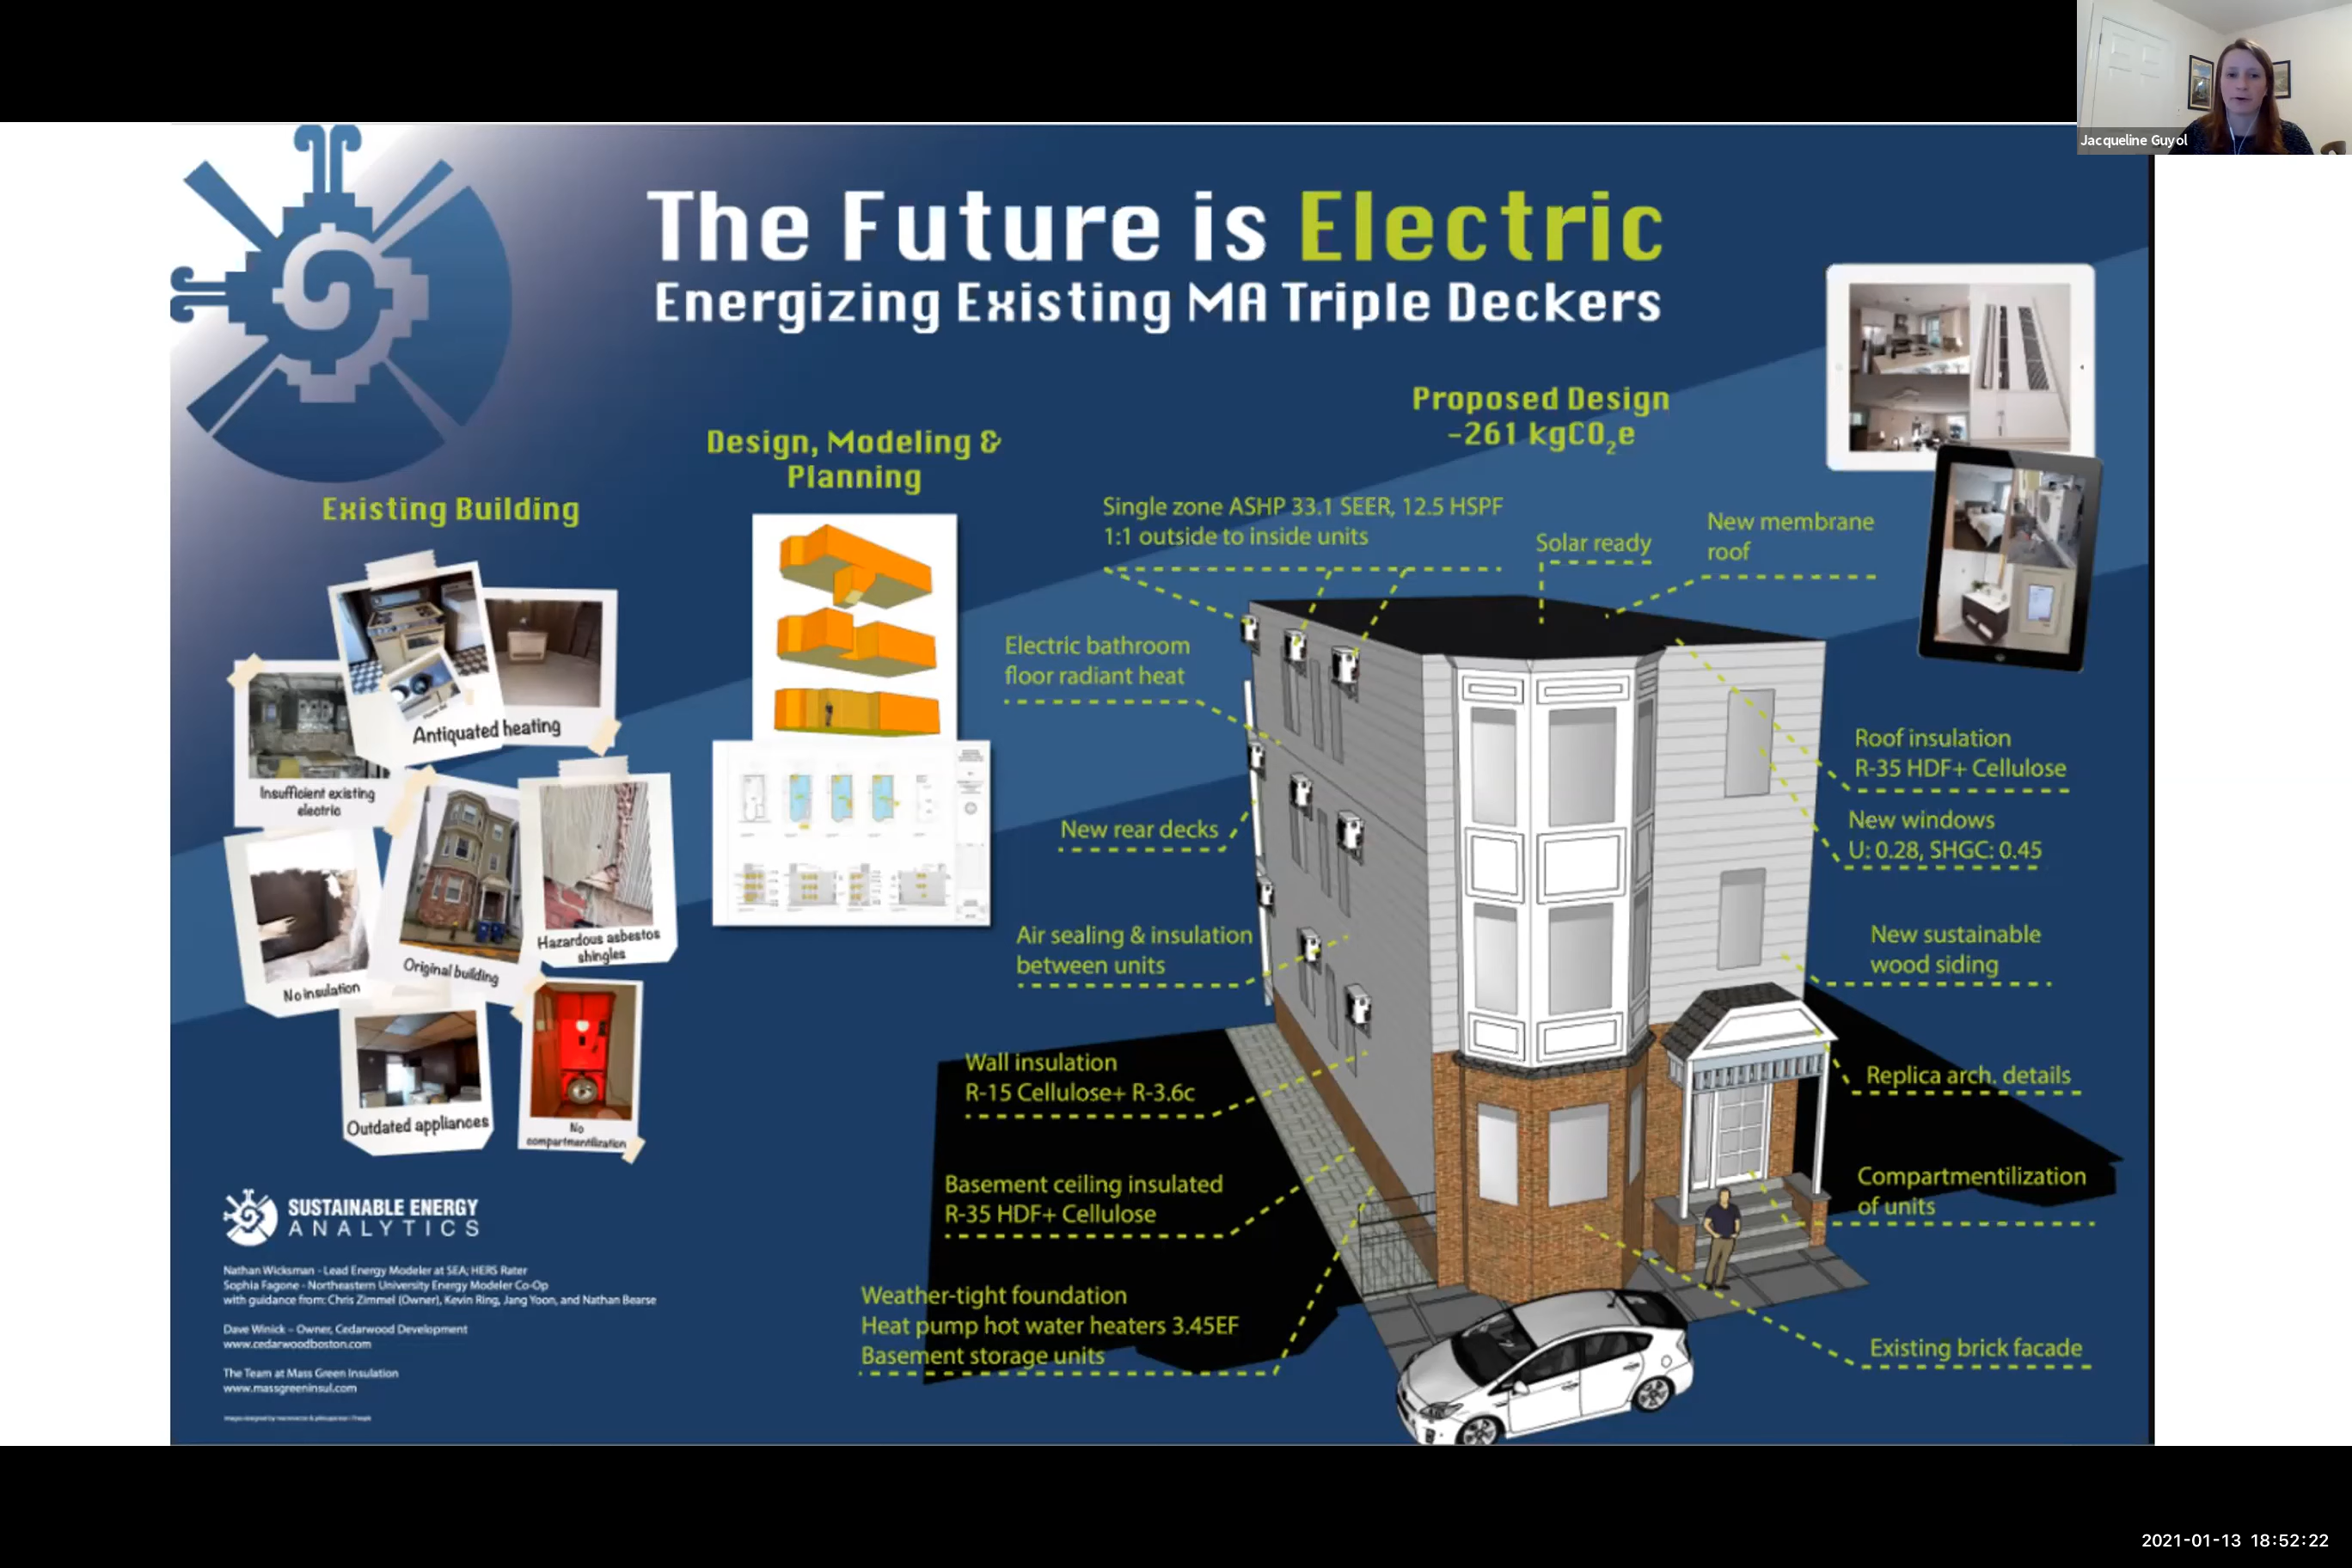 Jacqueline Guyol
The Future is Electric
Energizing Existing MA Triple Deckers
Existing Building
Antiquated heating
Insufficient existing
electric
No insulation
Original building
Hazardous asbestos
shingles
Outdated appliances
No
compartmentilization
Design, Modeling &
Planning
Proposed Design
-261 kgCO₂e
Single zone ASHP 33.1 SEER, 12.5 HSPF
1:1 outside to inside units
Solar ready
New membrane
roof
Electric bathroom
floor radiant heat
New rear decks
Air sealing & insulation
between units
Wall insulation
R-15 Cellulose+ R-3.6c
Basement ceiling insulated
R-35 HDF+ Cellulose
Weather-tight foundation
Heat pump hot water heaters 3.45EF
Basement storage units
Roof insulation
R-35 HDF+ Cellulose
New windows
U: 0.28, SHGC: 0.45
New sustainable
wood siding
Replica arch. details
Compartmentilization
of units
Existing brick facade
SUSTAINABLE ENERGY
ANALYTICS
Nathan Wicksman - Lead Energy Modeler at SEA; HERS Rater
Sophia Fagone - Northeastern University Energy Modeler Co-Op
with guidance from: Chris Zimmel (Owner), Kevin Ring, Jang Yoon, and Nathan Bearse
Dave Winick – Owner, Cedarwood Development
www.cedarwoodboston.com
The Team at Mass Green Insulation
www.massgreeninsul.com
2021-01-13 18:52:22